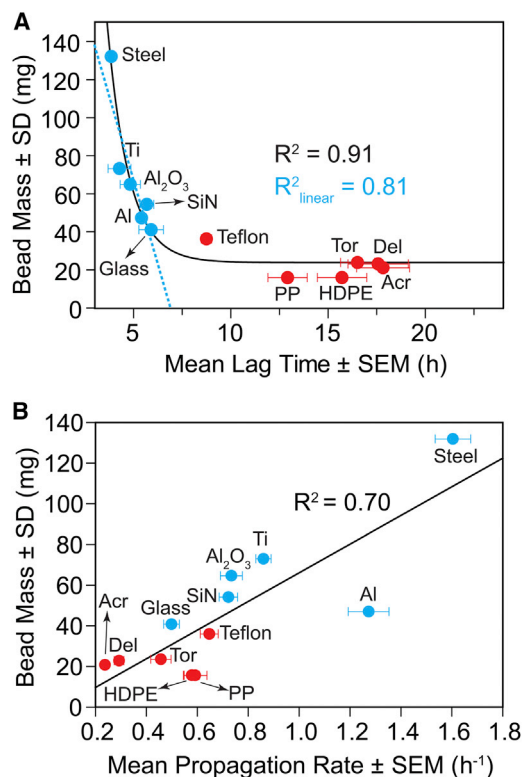 A
Bead Mass ± SD (mg)
140
120
100
80
60
40
20
0
Steel
Ti
Al2O3
SiN
Al
Glass
Teflon
R² = 0.91
R²linear = 0.81
Tor
Del
PP
HDPE
Acr
5
10
15
20
Mean Lag Time ± SEM (h)
B
Bead Mass ± SD (mg)
140
120
100
80
60
40
20
0
R² = 0.70
Steel
Ti
Al2O3
SiN
Al
Glass
Acr
Teflon
Del
Tor
HDPE
PP
0.2
0.4
0.6
0.8
1.0
1.2
1.4
1.6
1.8
Mean Propagation Rate ± SEM (h⁻¹)